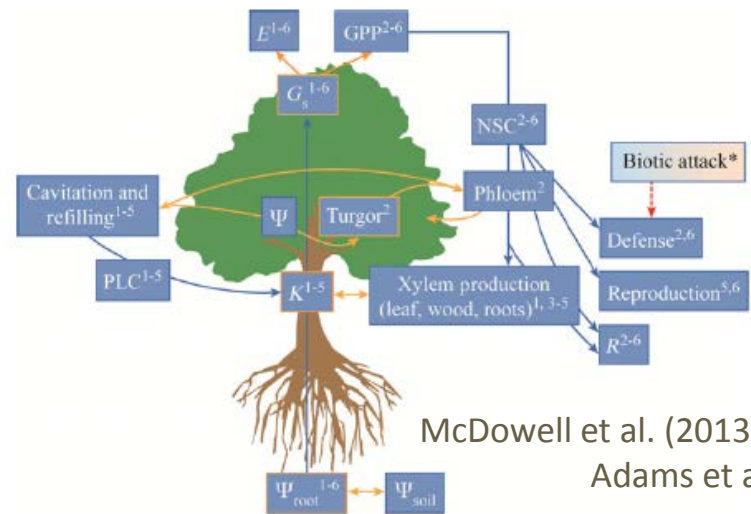 E1-6
GPP2-6
Gs1-6
NSC2-6
Biotic attack*
Cavitation and
refilling1-5
Ψ
Turgor2
Phloem2
Defense2,6
PLC1-5
K1-5
Xylem production
(leaf, wood, roots)1, 3-5
Reproduction5,6
R2-6
McDowell et al. (2013
Adams et a
Ψroot1-6
Ψsoil